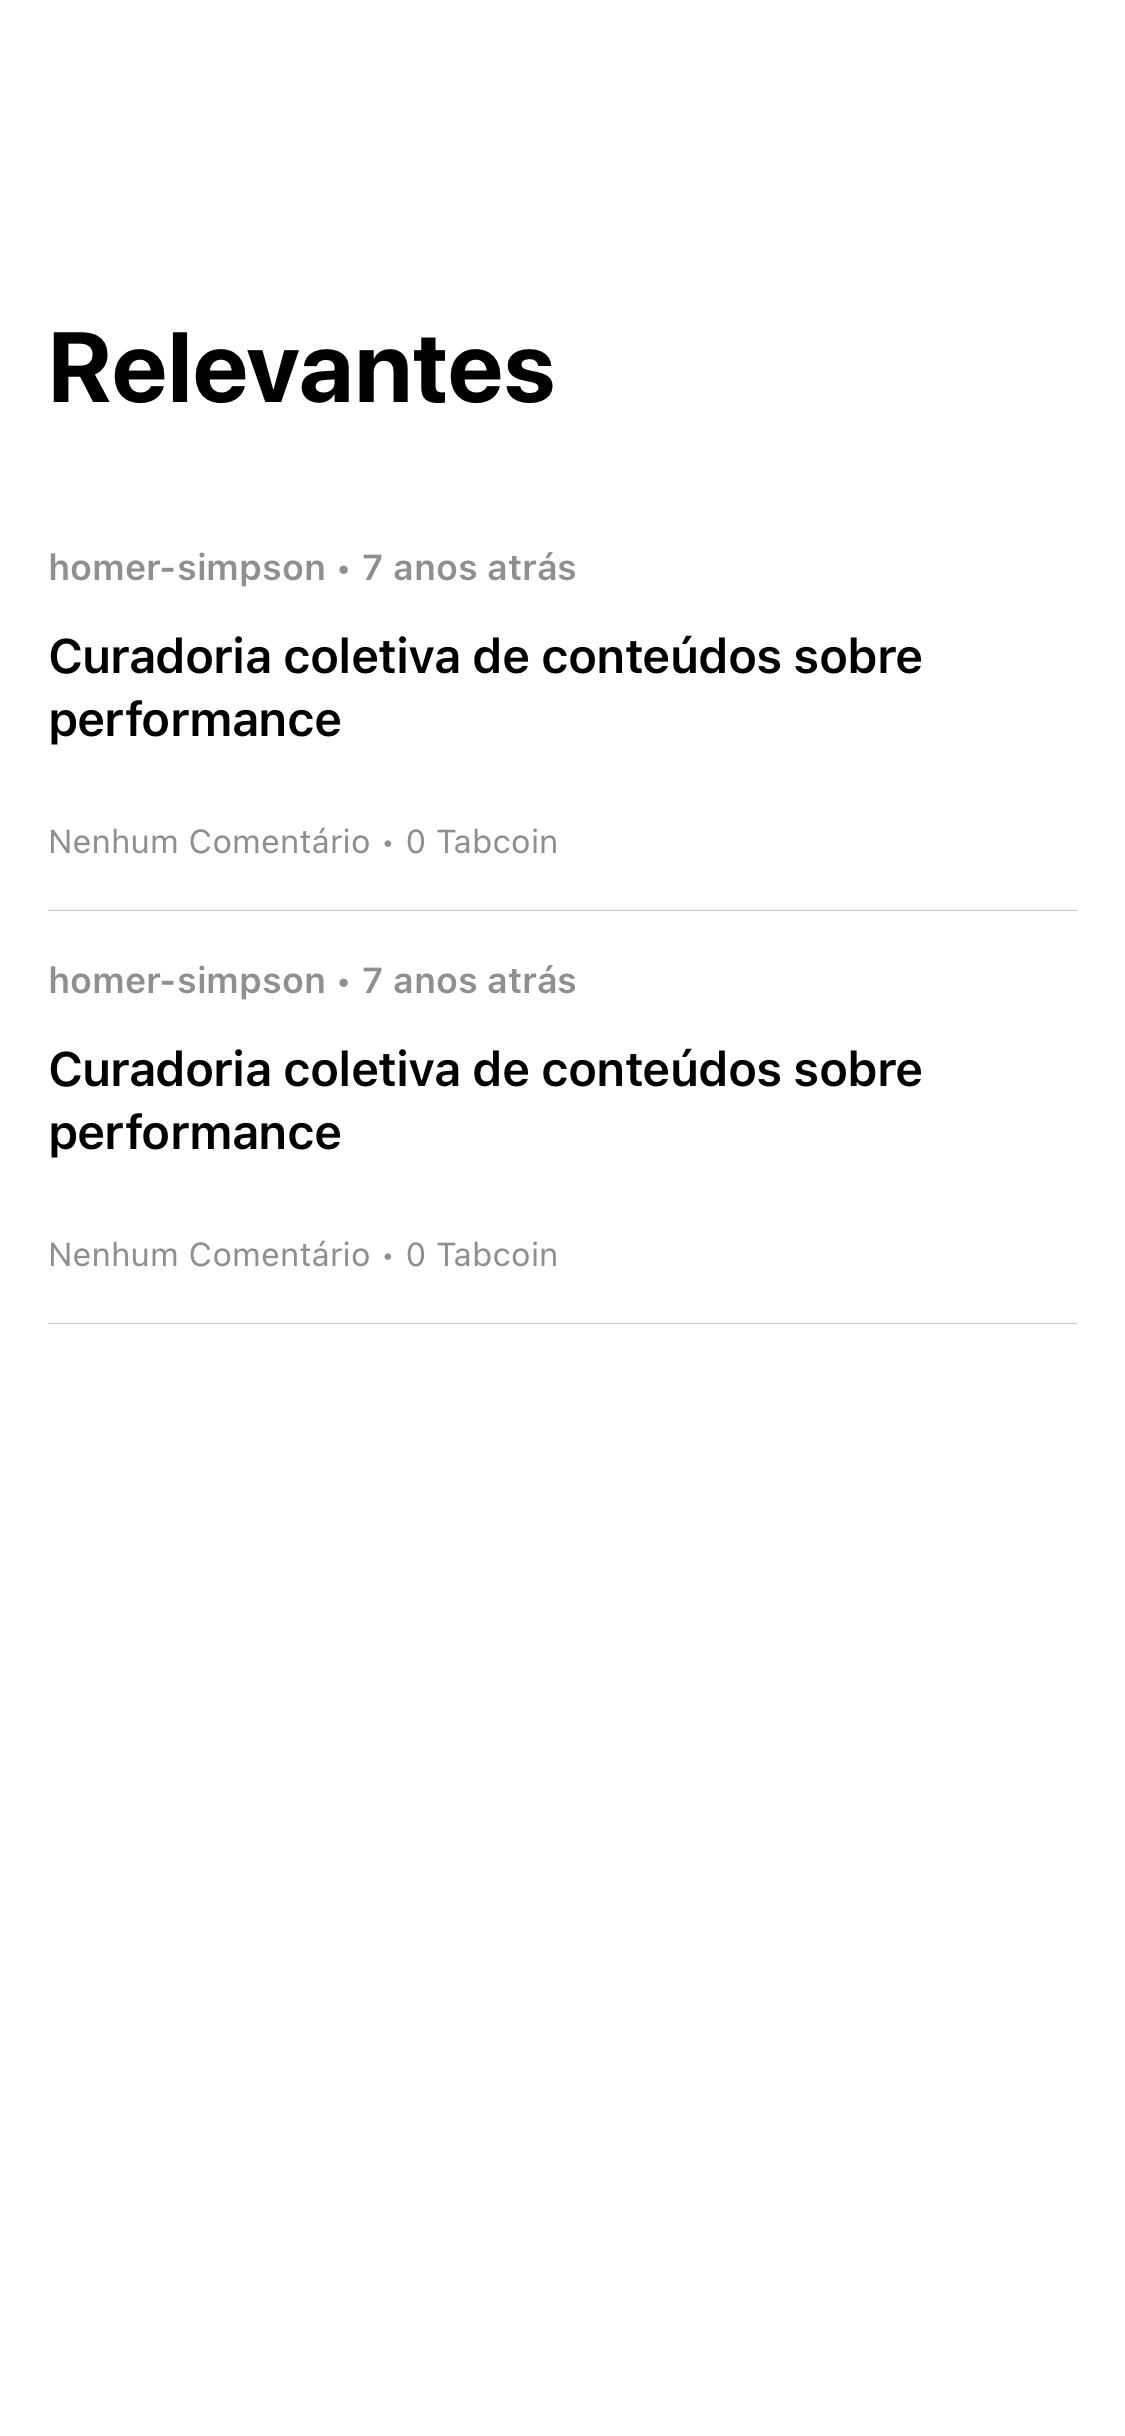 Relevantes
homer-simpson • 7 anos atrás
Curadoria coletiva de conteúdos sobre
performance
Nenhum Comentário • 0 Tabcoin
homer-simpson • 7 anos atrás
Curadoria coletiva de conteúdos sobre
performance
Nenhum Comentário • 0 Tabcoin